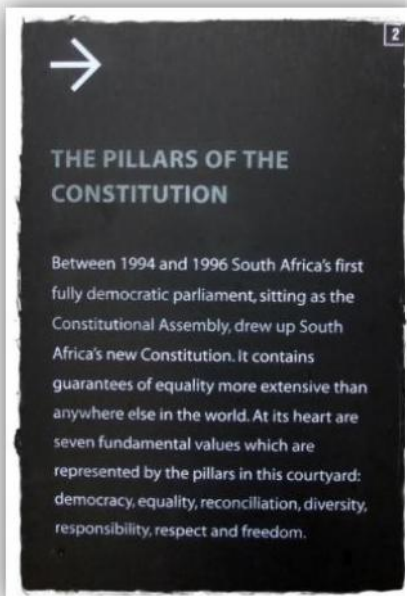 2
THE PILLARS OF THE
CONSTITUTION
Between 1994 and 1996 South Africa's first
fully democratic parliament, sitting as the
Constitutional Assembly, drew up South
Africa's new Constitution. It contains
guarantees of equality more extensive than
anywhere else in the world. At its heart are
seven fundamental values which are
represented by the pillars in this courtyard:
democracy, equality, reconciliation, diversity,
responsibility, respect and freedom.